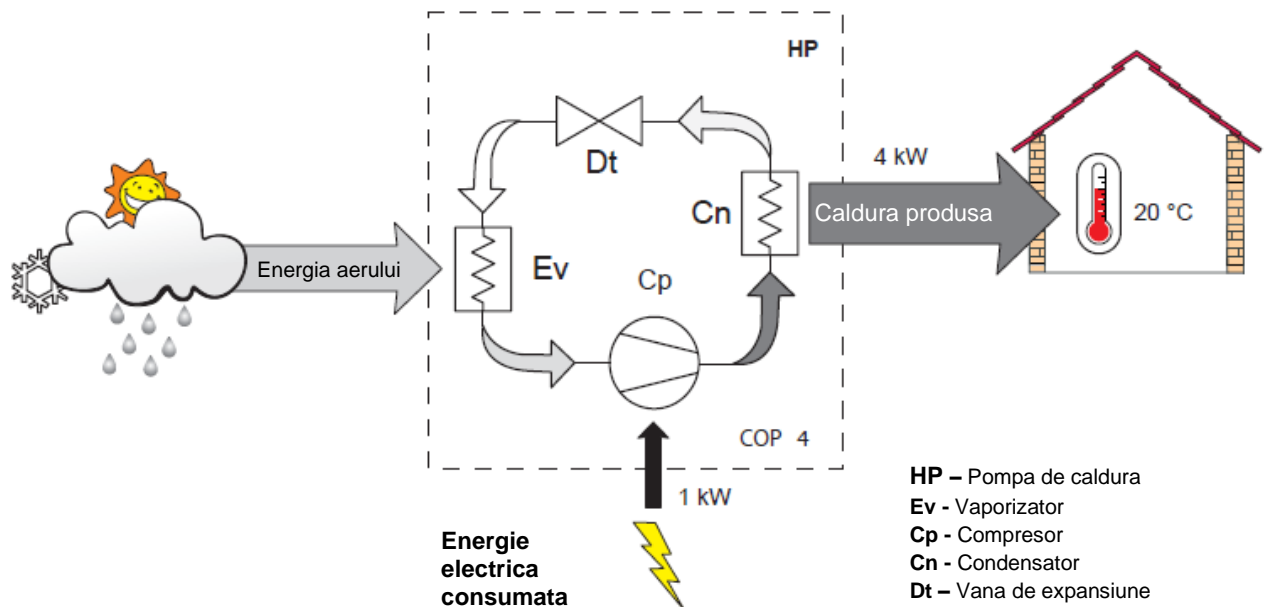 HP
Dt
4 kW
Cn
Caldura produsa
20 °C
Energia aerului
Ev
Cp
COP 4
1 kW
Energie
electrica
consumata
HP – Pompa de caldura
Ev - Vaporizator
Cp - Compresor
Cn - Condensator
Dt – Vana de expansiune